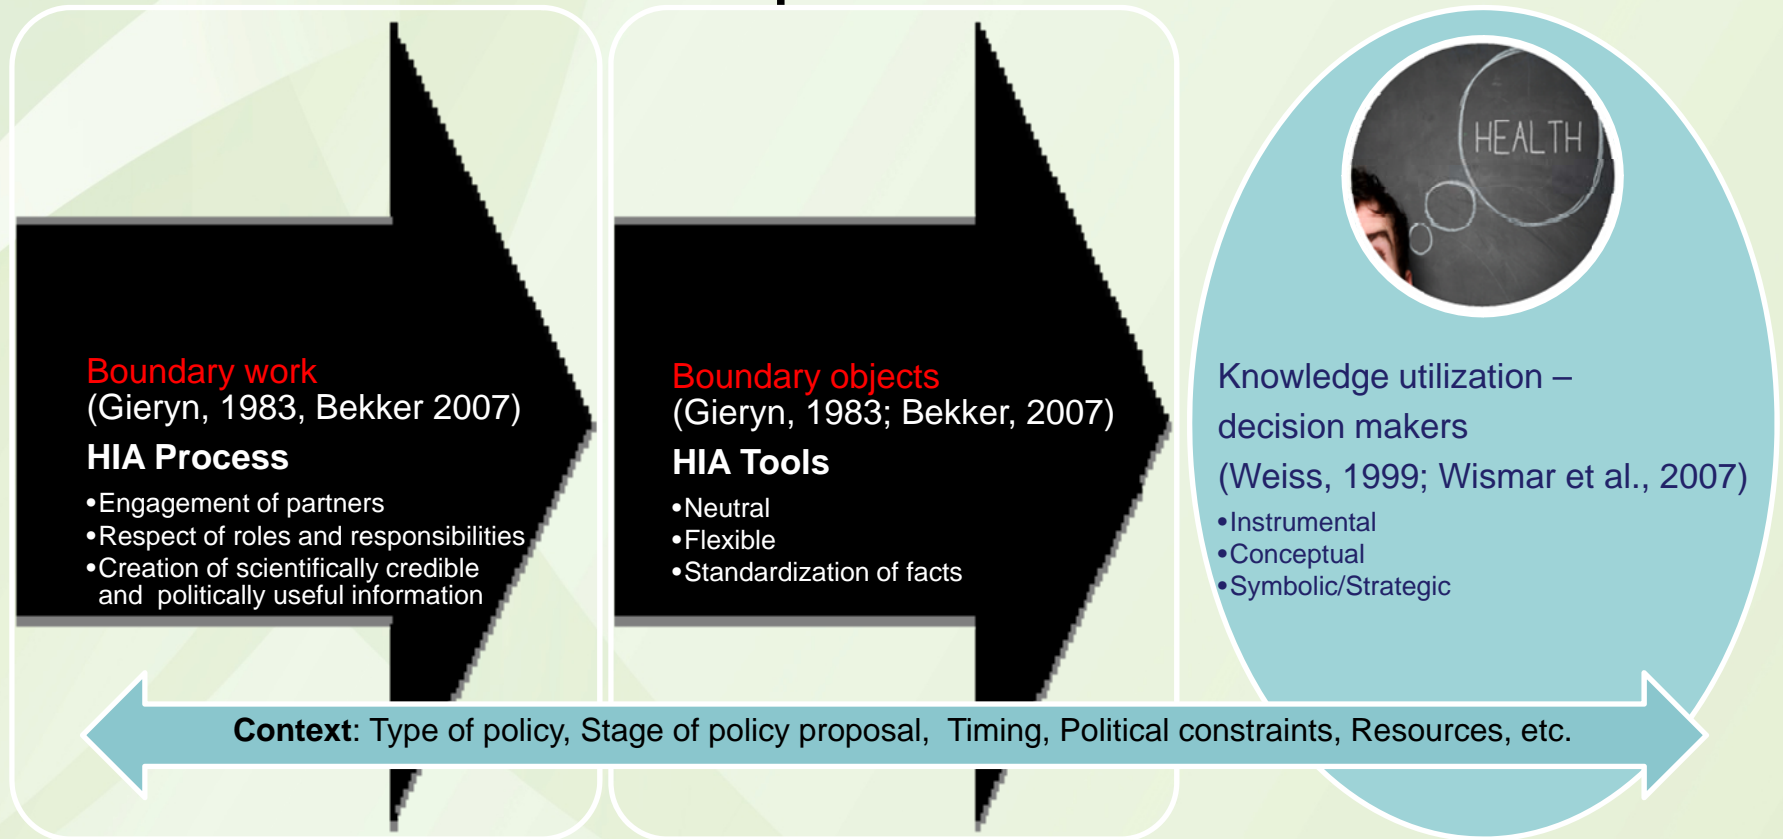 HEALTH
Boundary work
(Gieryn, 1983, Bekker 2007)
HIA Process
•Engagement of partners
•Respect of roles and responsibilities
•Creation of scientifically credible
and politically useful information
Boundary objects
(Gieryn, 1983; Bekker, 2007)
HIA Tools
•Neutral
•Flexible
•Standardization of facts
Knowledge utilization –
decision makers
(Weiss, 1999; Wismar et al., 2007)
•Instrumental
•Conceptual
•Symbolic/Strategic
Context: Type of policy, Stage of policy proposal, Timing, Political constraints, Resources, etc.